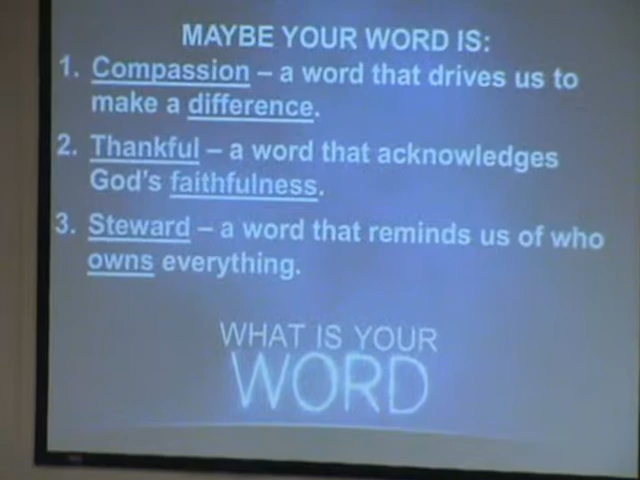 MAYBE YOUR WORD IS:
1. Compassion – a word that drives us to
make a difference.
2. Thankful – a word that acknowledges
God's faithfulness.
3. Steward – a word that reminds us of who
owns everything.
WHAT IS YOUR
WORD